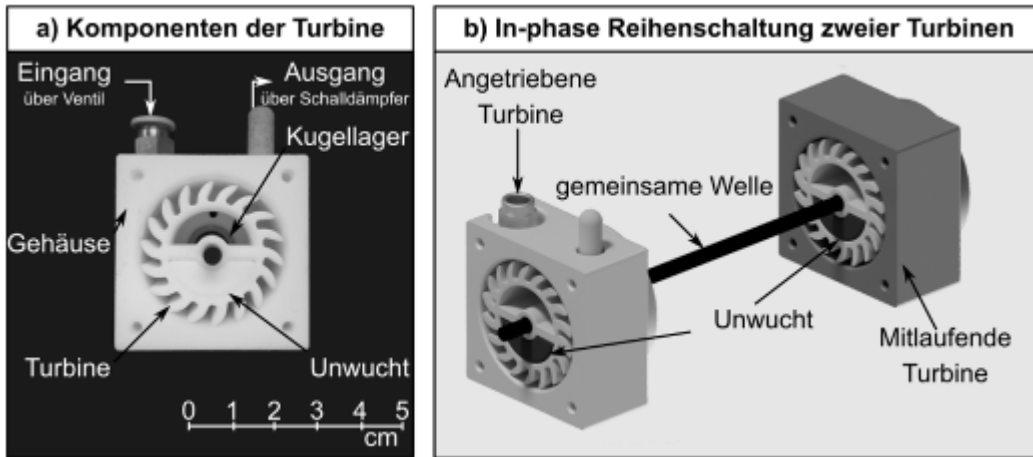 a) Komponenten der Turbine
Eingang
über Ventil
Ausgang
über Schalldämpfer
Kugellager
Gehäuse
Turbine
Unwucht
0 1 2 3 4 5
cm
b) In-phase Reihenschaltung zweier Turbinen
Angetriebene
Turbine
gemeinsame Welle
Unwucht
Mitlaufende
Turbine